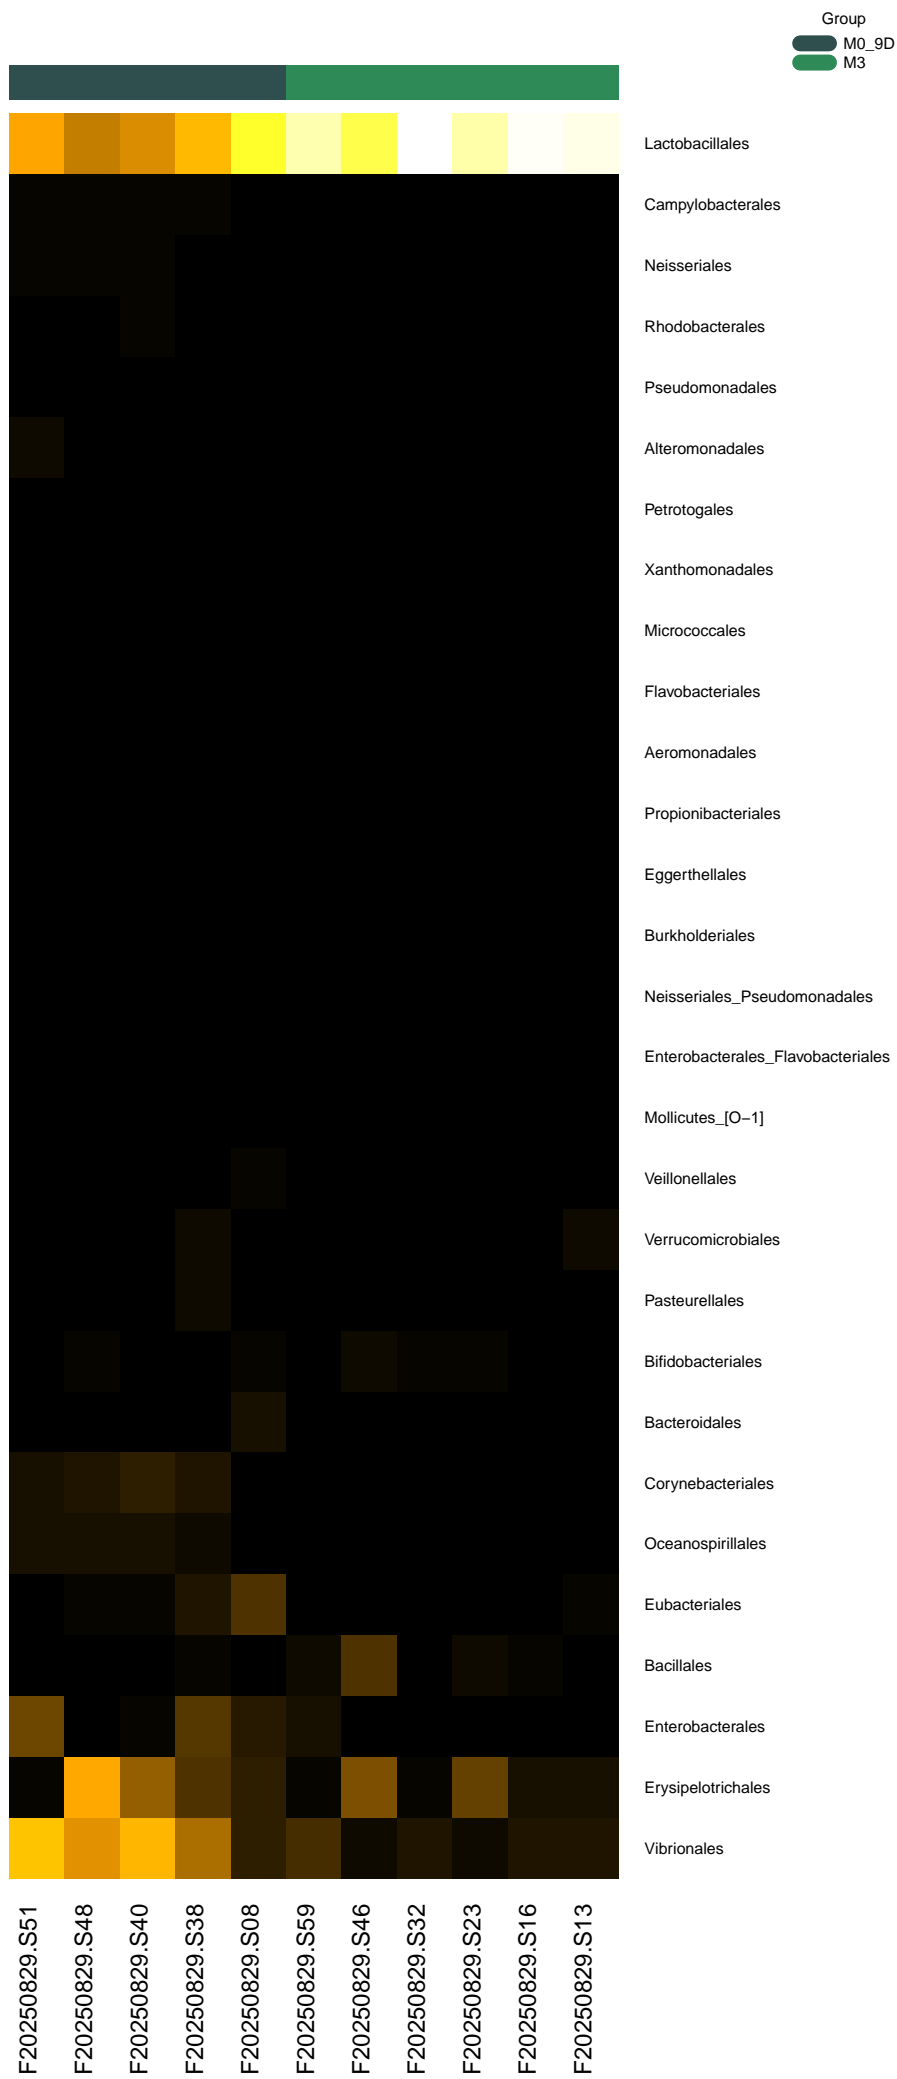 Group
M0_9D
M3
Lactobacillales
Campylobacterales
Neisseriales
Rhodobacterales
Pseudomonadales
Alteromonadales
Petrotogales
Xanthomonadales
Micrococcales
Flavobacteriales
Aeromonadales
Propionibacteriales
Eggerthellales
Burkholderiales
Neisseriales_Pseudomonadales
Enterobacterales_Flavobacteriales
Mollicutes_[O−1]
Veillonellales
Verrucomicrobiales
Pasteurellales
Bifidobacteriales
Bacteroidales
Corynebacteriales
Oceanospirillales
Eubacteriales
Bacillales
Enterobacterales
Erysipelotrichales
Vibrionales
F20250829.S51
F20250829.S48
F20250829.S40
F20250829.S38
F20250829.S08
F20250829.S59
F20250829.S46
F20250829.S32
F20250829.S23
F20250829.S16
F20250829.S13